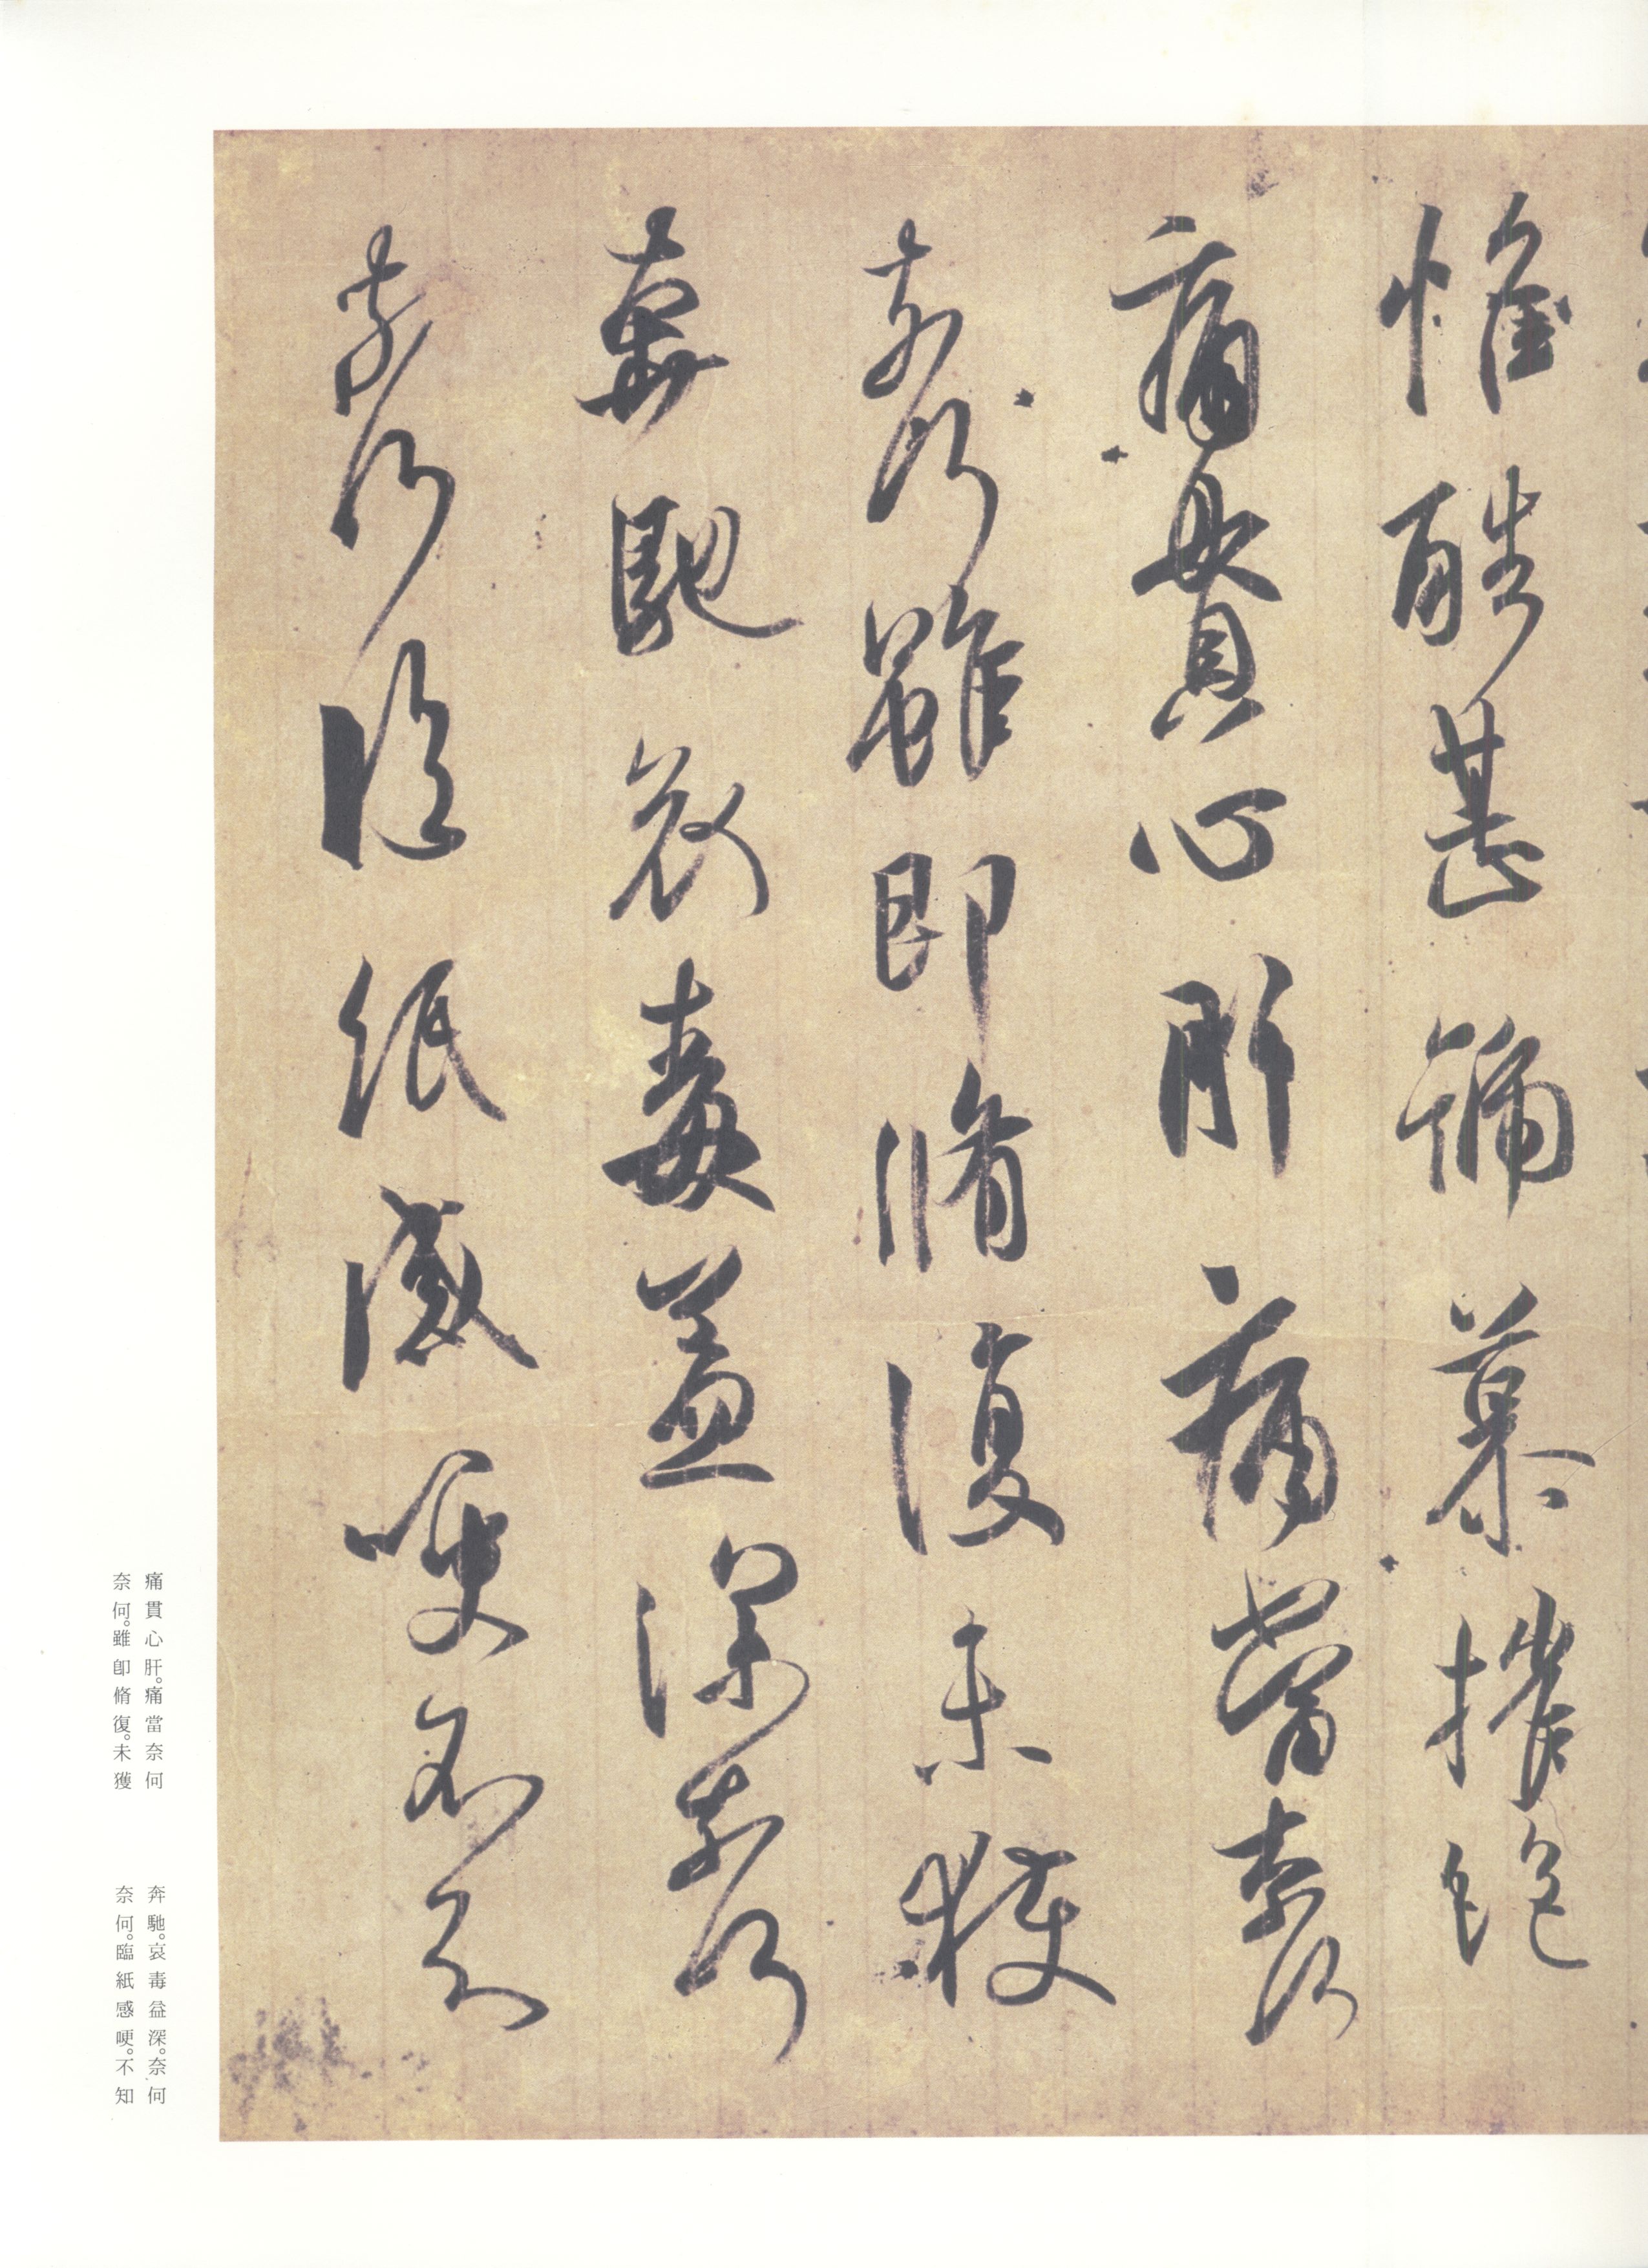 惟酷甚號慕摧絕
痛貫心肝痛當奈何
奈何雖即脩復未獲
奔馳哀毒益深奈何
奈何臨紙感哽不知
痛貫心肝。痛當奈何
奈何。雖卽脩復。未獲
奔馳。哀毒益深。奈何
奈何。臨紙感哽。不知